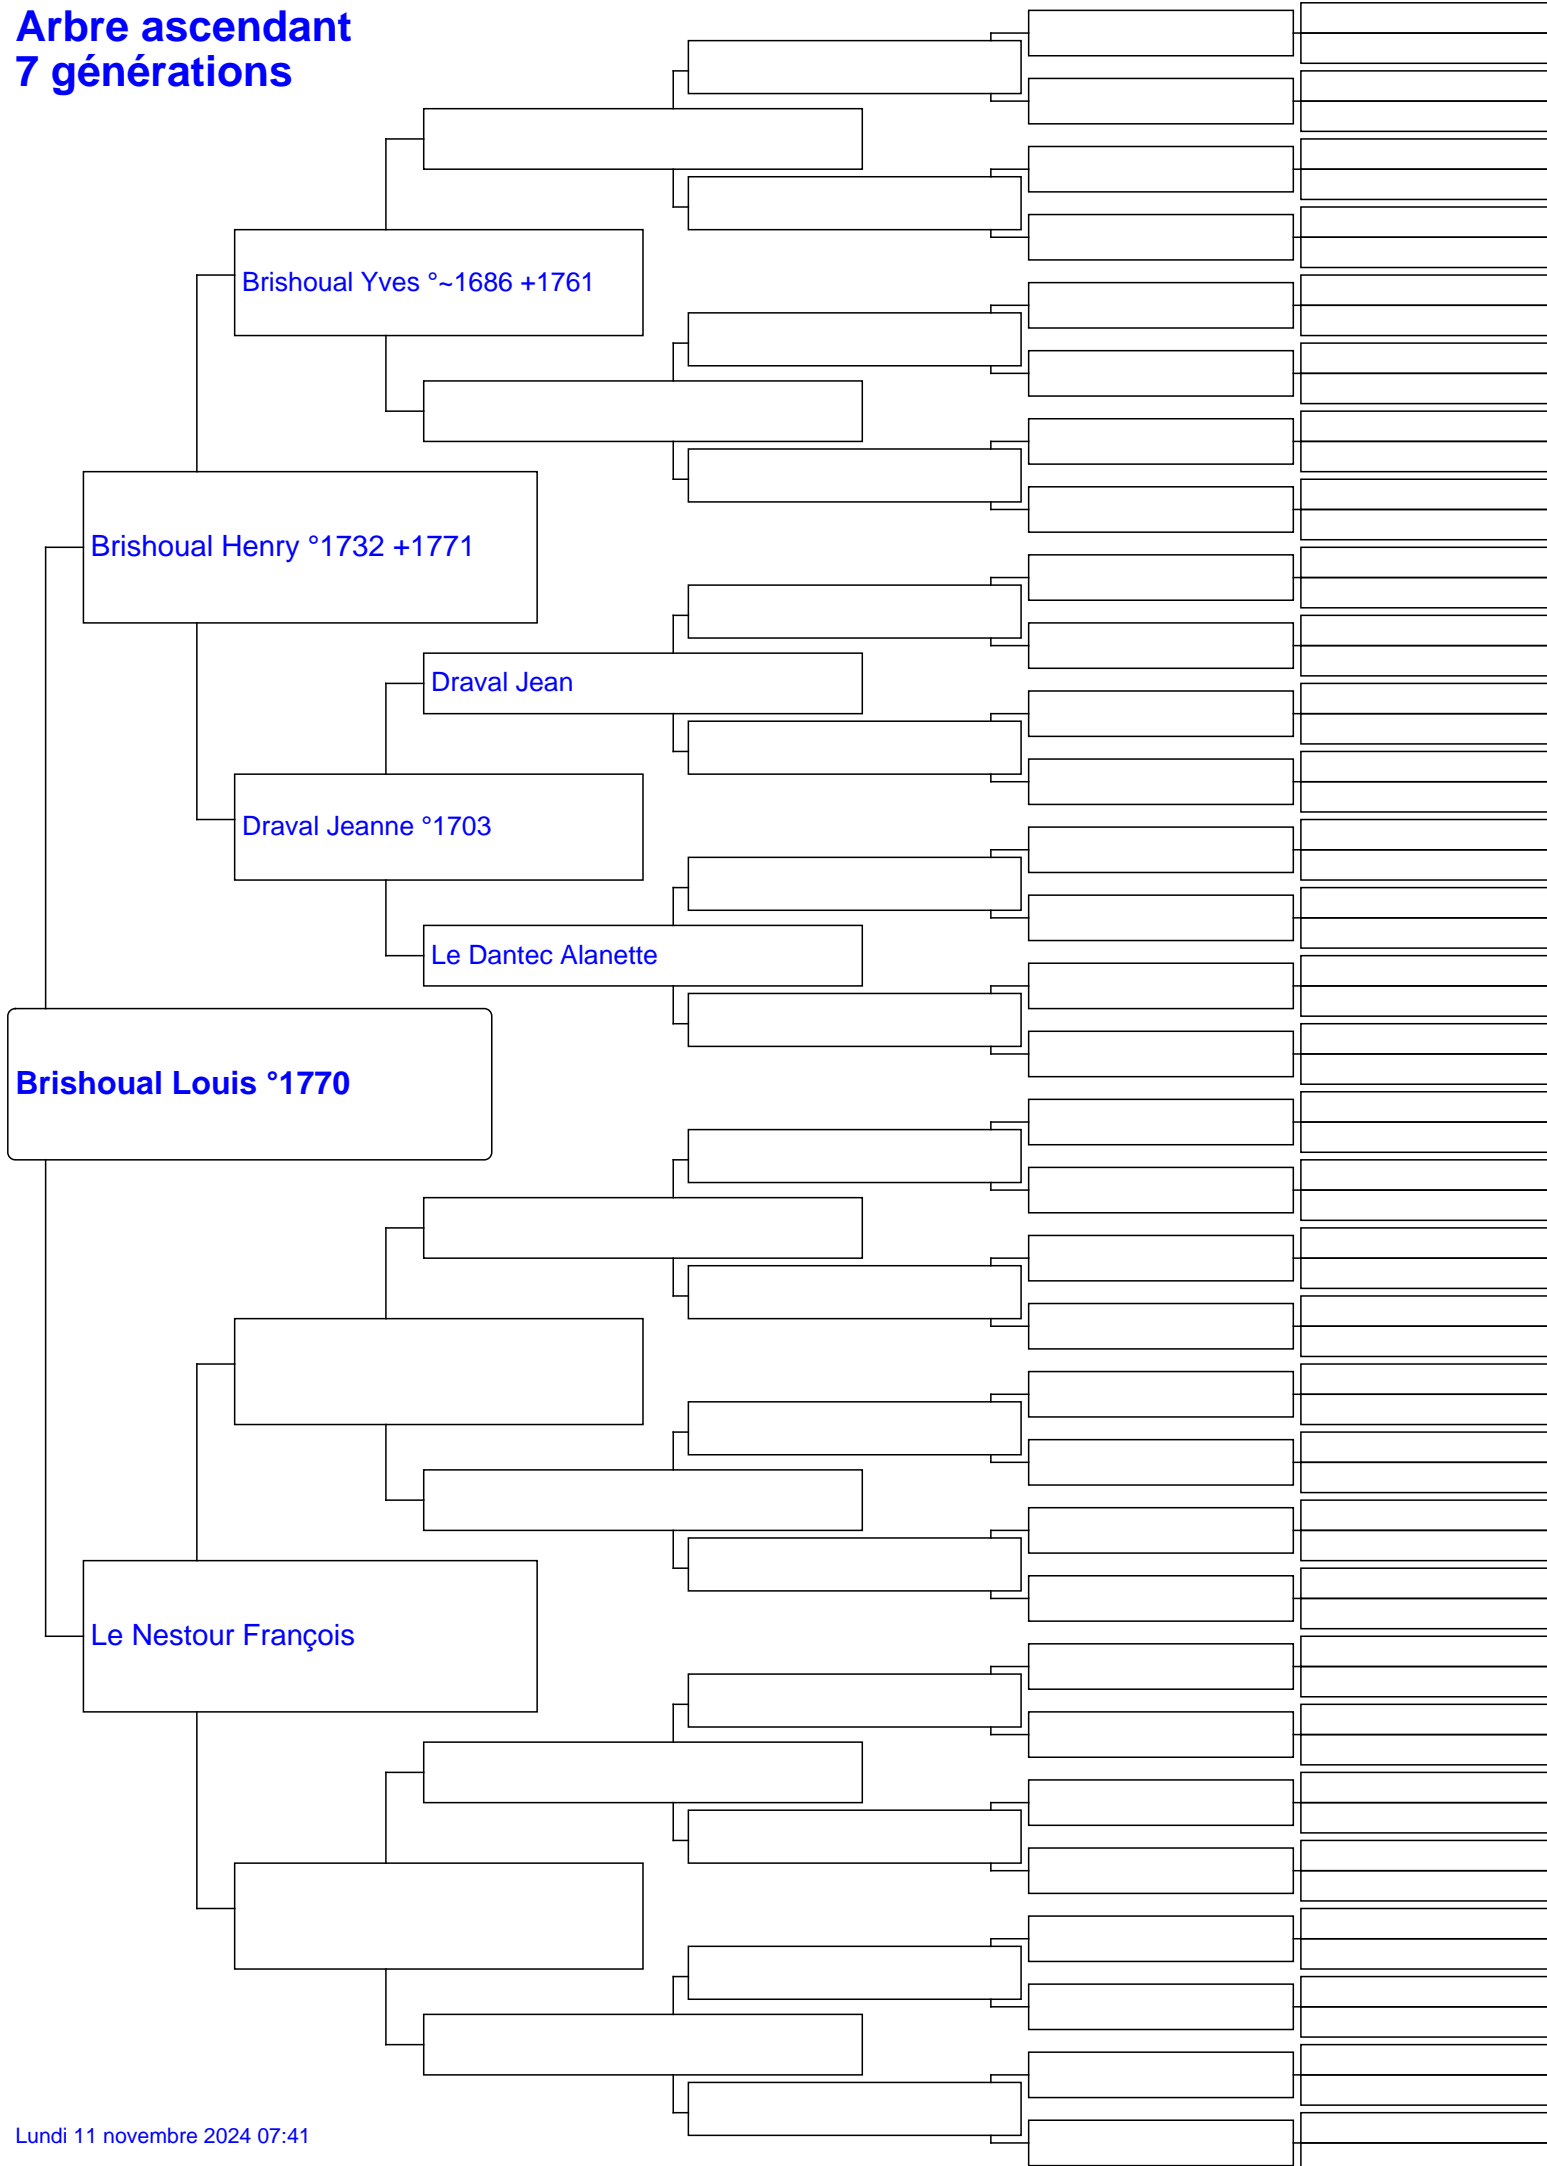 Arbre ascendant
7 générations
Brishoual Yves °~1686 +1761
Brishoual Henry °1732 +1771
Draval Jean
Draval Jeanne °1703
Le Dantec Alanette
Brishoual Louis °1770
Le Nestour François
Lundi 11 novembre 2024 07:41